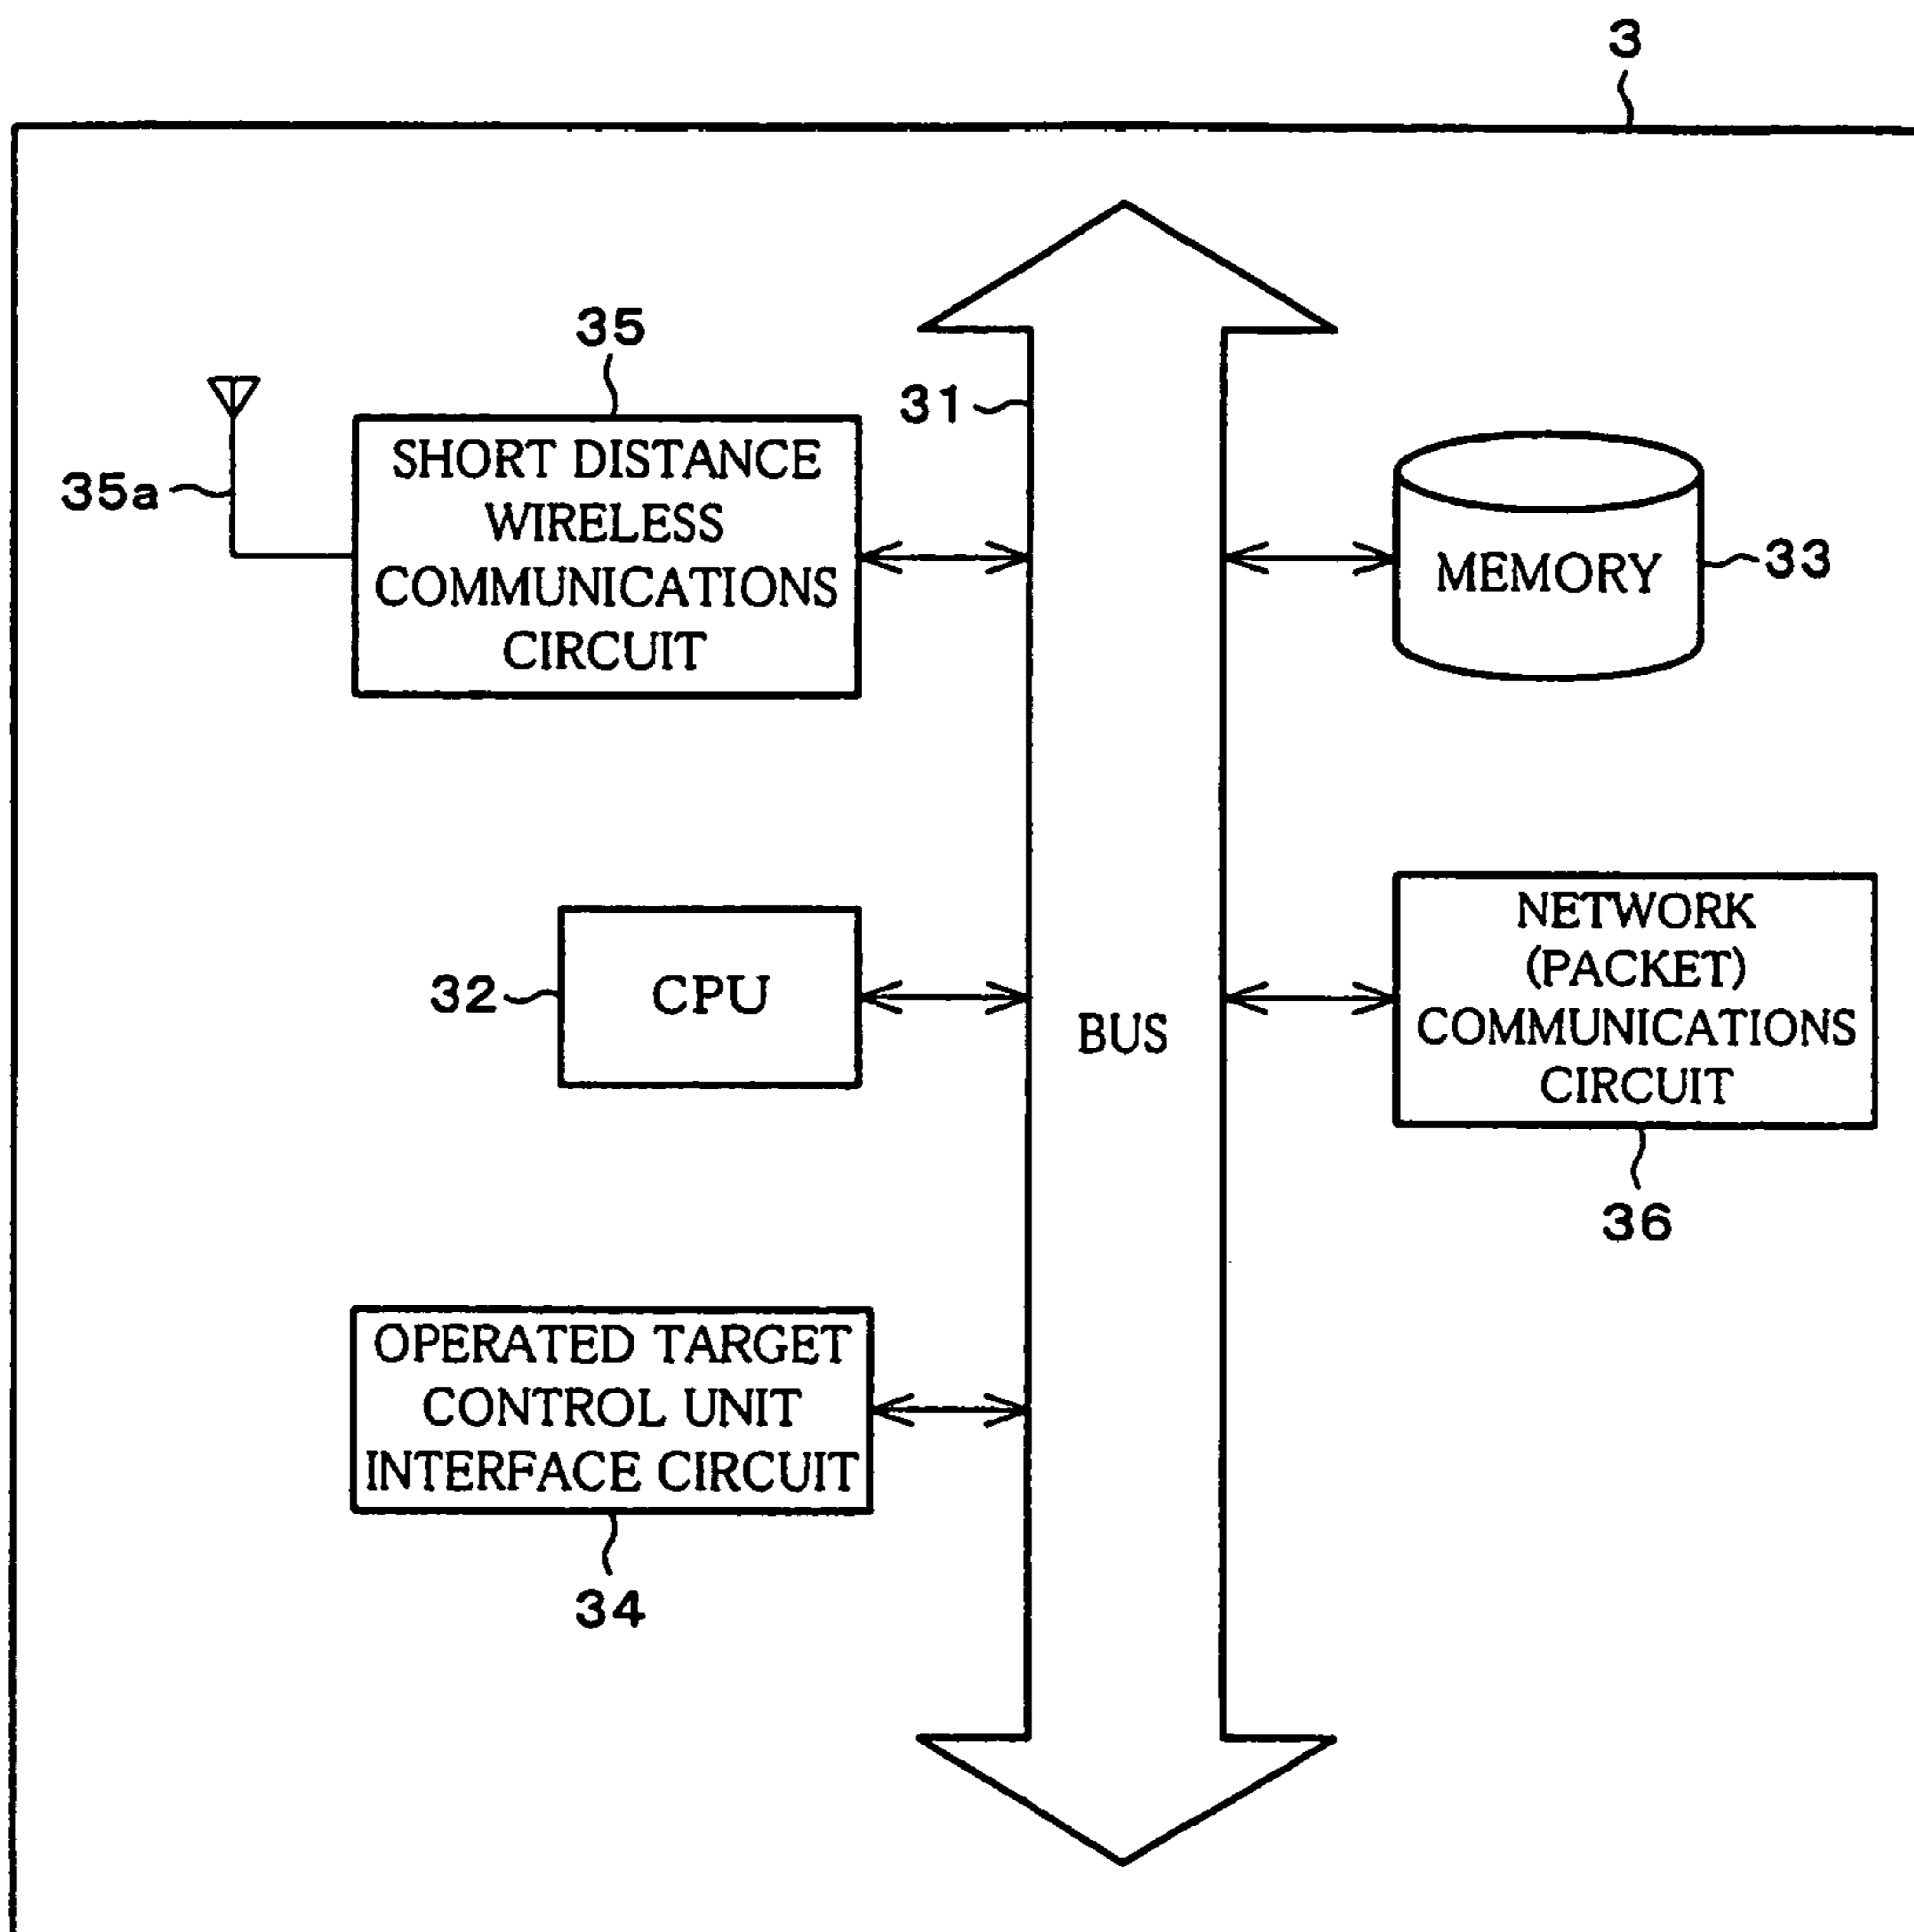 3
35
31
35a
SHORT DISTANCE
WIRELESS
COMMUNICATIONS
CIRCUIT
MEMORY
33
32
CPU
BUS
NETWORK
(PACKET)
COMMUNICATIONS
CIRCUIT
36
OPERATED TARGET
CONTROL UNIT
INTERFACE CIRCUIT
34